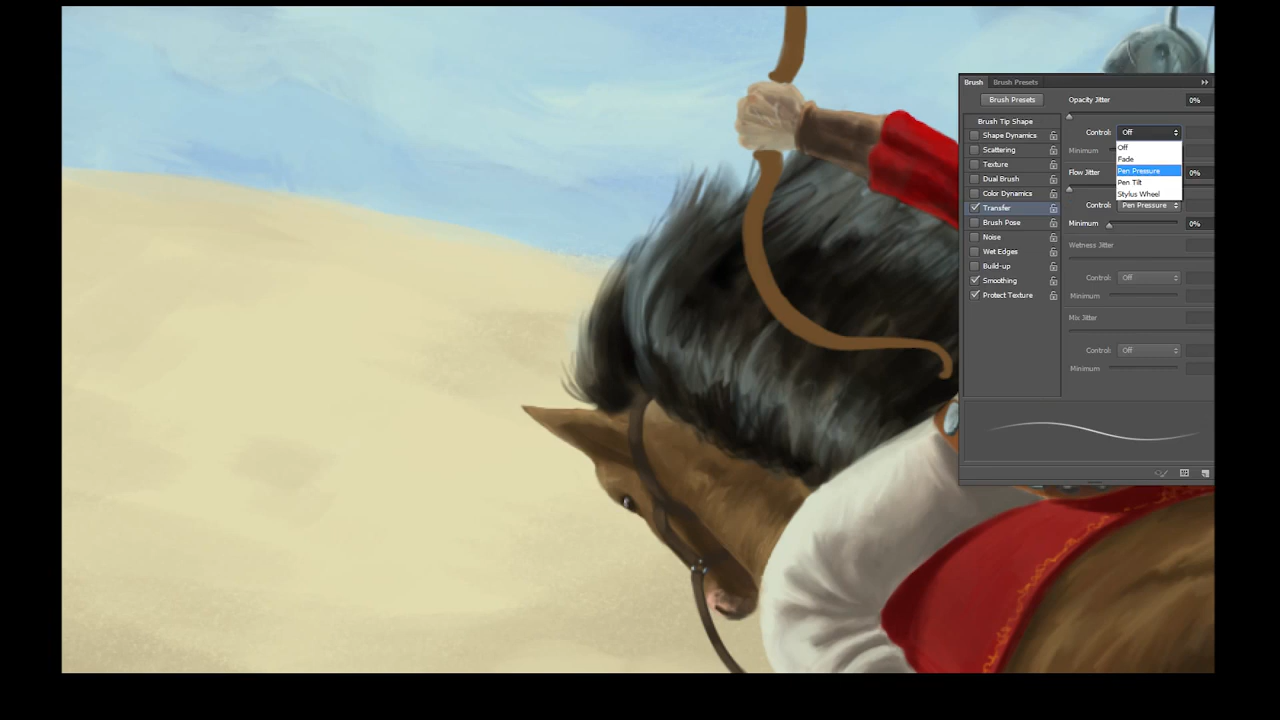 Brush Brush Presets
Brush Presets
Brush Tip Shape
Shape Dynamics
Scattering
Texture
Dual Brush
Color Dynamics
Transfer
Brush Pose
Noise
Wet Edges
Build-up
Smoothing
Protect Texture
Opacity Jitter 0%
Control: Off
Off
Fade
Pen Pressure
Pen Tilt
Stylus Wheel
Minimum
Flow Jitter 0%
Control: Pen Pressure
Minimum 0%
Wetness Jitter
Control: Off
Minimum
Mix Jitter
Control: Off
Minimum